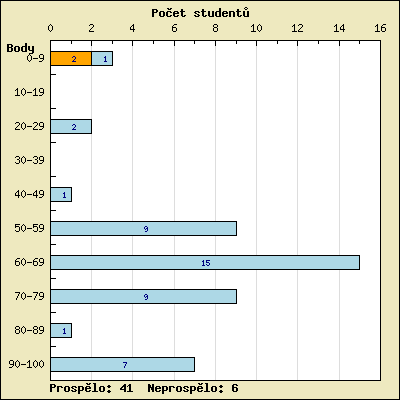 Počet studentů
0 2 4 6 8 10 12 14 16
Body
0-9 2 1
10-19
20-29 2
30-39
40-49 1
50-59 9
60-69 15
70-79 9
80-89 1
90-100 7
Prospělo: 41 Neprospělo: 6